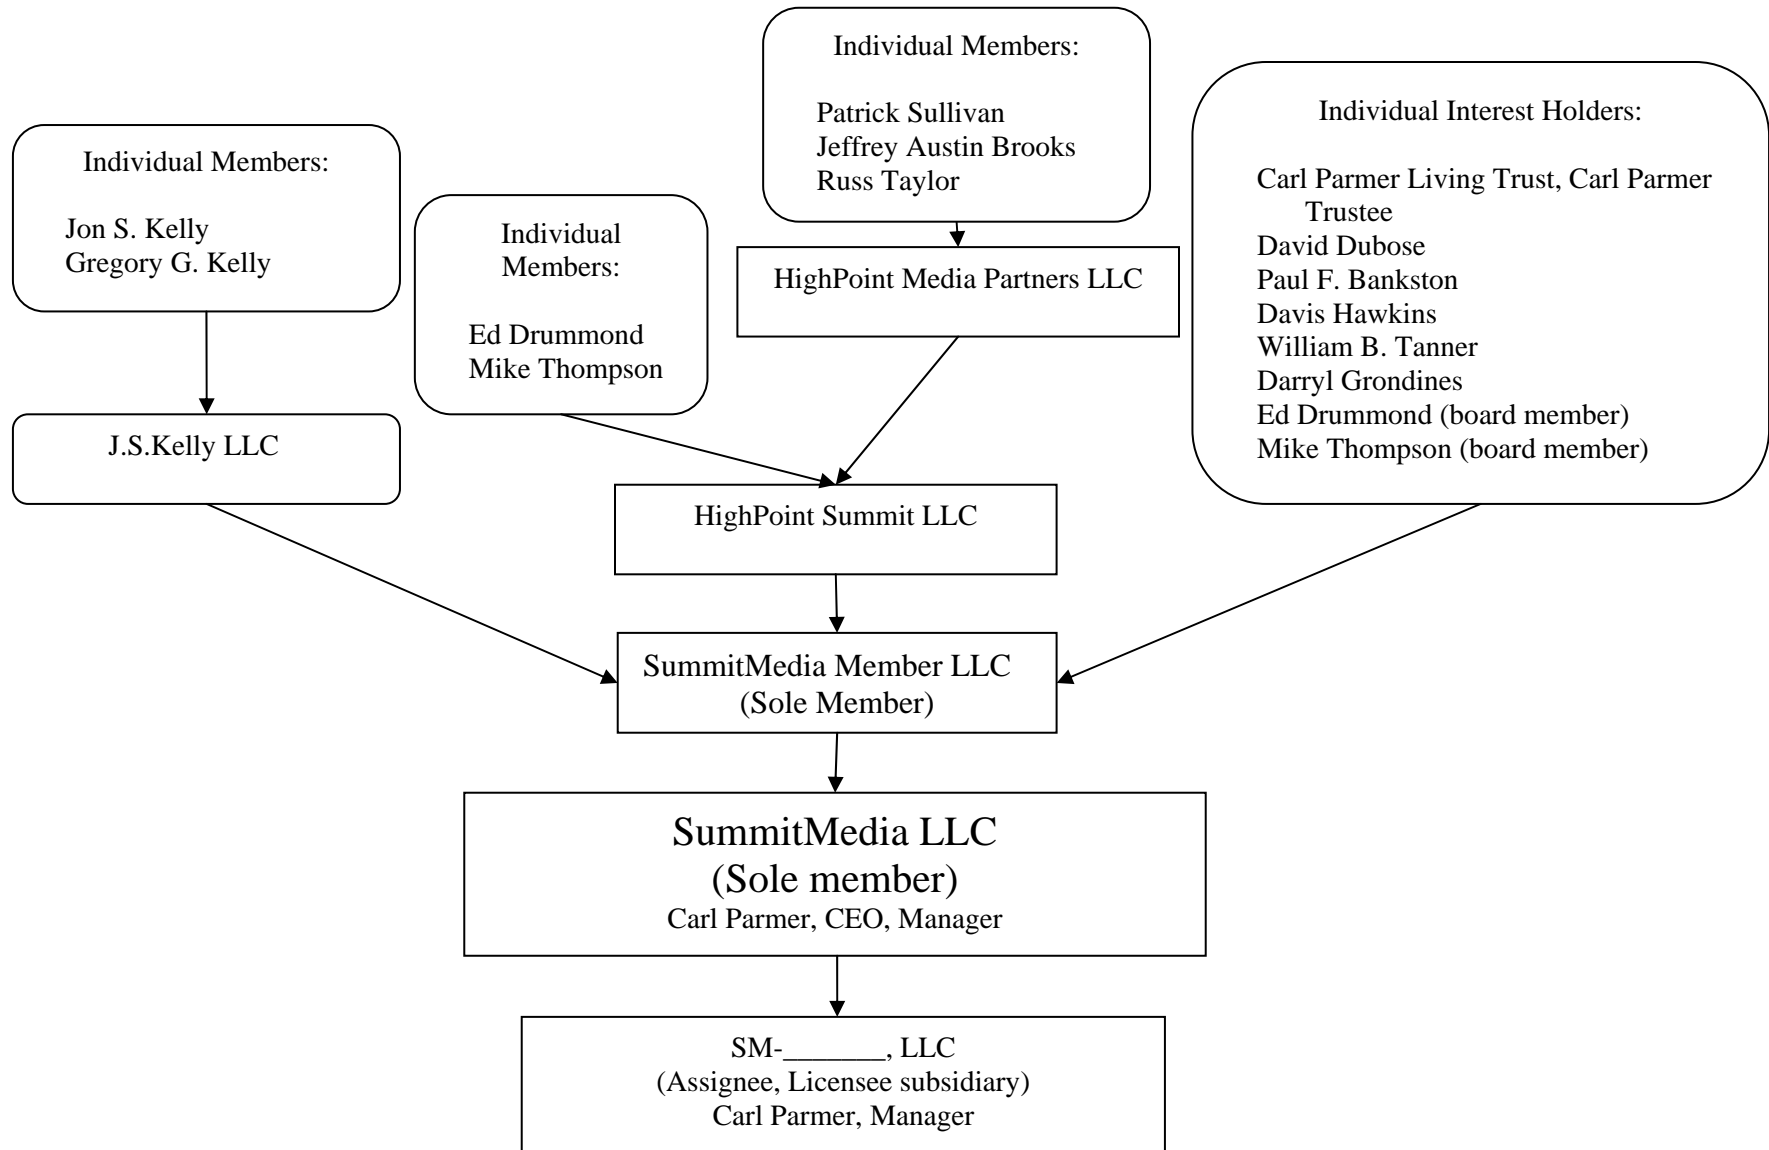 Individual Members:
Patrick Sullivan
Jeffrey Austin Brooks
Russ Taylor
Individual Interest Holders:
Carl Parmer Living Trust, Carl Parmer
Trustee
David Dubose
Paul F. Bankston
Davis Hawkins
William B. Tanner
Darryl Grondines
Ed Drummond (board member)
Mike Thompson (board member)
Individual Members:
Jon S. Kelly
Gregory G. Kelly
Individual
Members:
Ed Drummond
Mike Thompson
HighPoint Media Partners LLC
J.S.Kelly LLC
HighPoint Summit LLC
SummitMedia Member LLC
(Sole Member)
SummitMedia LLC
(Sole member)
Carl Parmer, CEO, Manager
SM-_______, LLC
(Assignee, Licensee subsidiary)
Carl Parmer, Manager